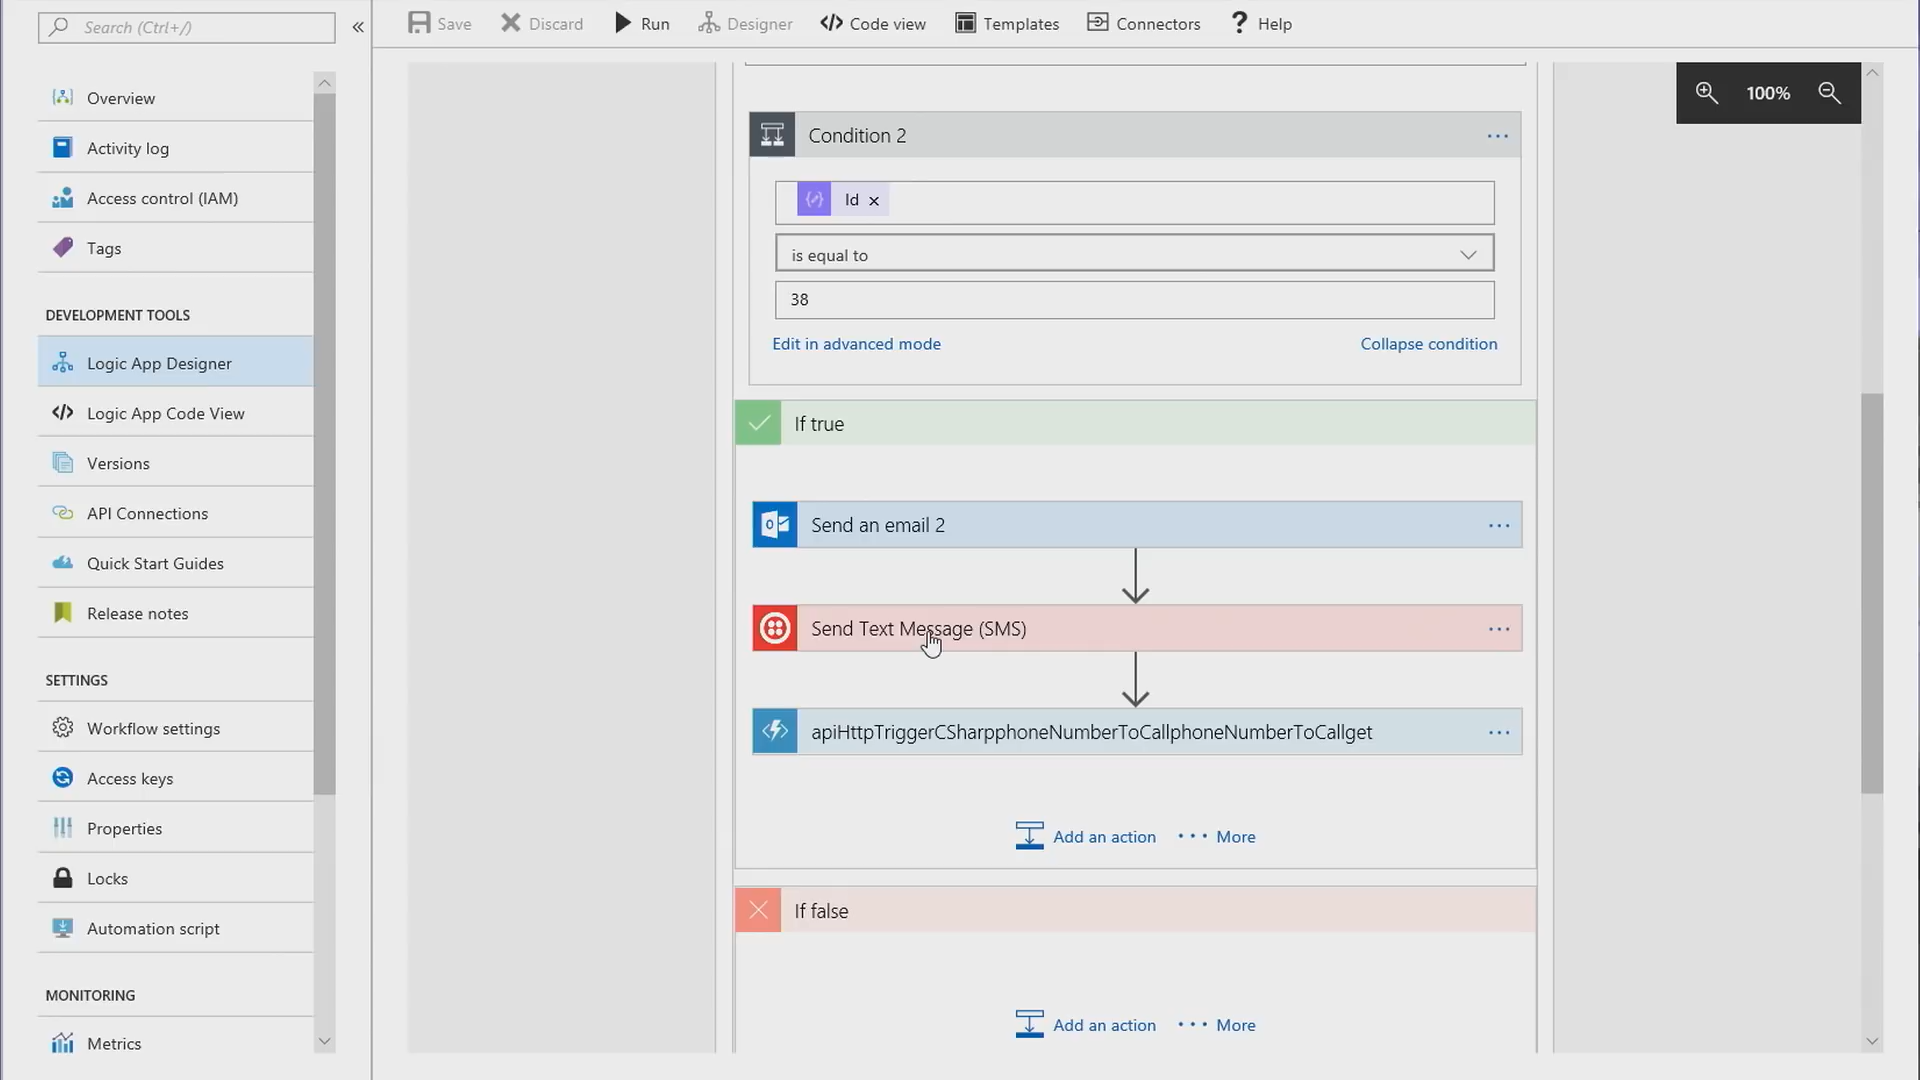 Search (Ctrl+/)
«
Save
Discard
Run
Designer
Code view
Templates
Connectors
? Help
Overview
Activity log
Access control (IAM)
Tags
DEVELOPMENT TOOLS
Logic App Designer
Logic App Code View
Versions
API Connections
Quick Start Guides
Release notes
SETTINGS
Workflow settings
Access keys
Properties
Locks
Automation script
MONITORING
Metrics
100%
Condition 2
Id ×
is equal to
38
Edit in advanced mode
Collapse condition
If true
Send an email 2
Send Text Message (SMS)
apiHttpTriggerCSharpphoneNumberToCallphoneNumberToCallget
Add an action
··· More
If false
Add an action
··· More